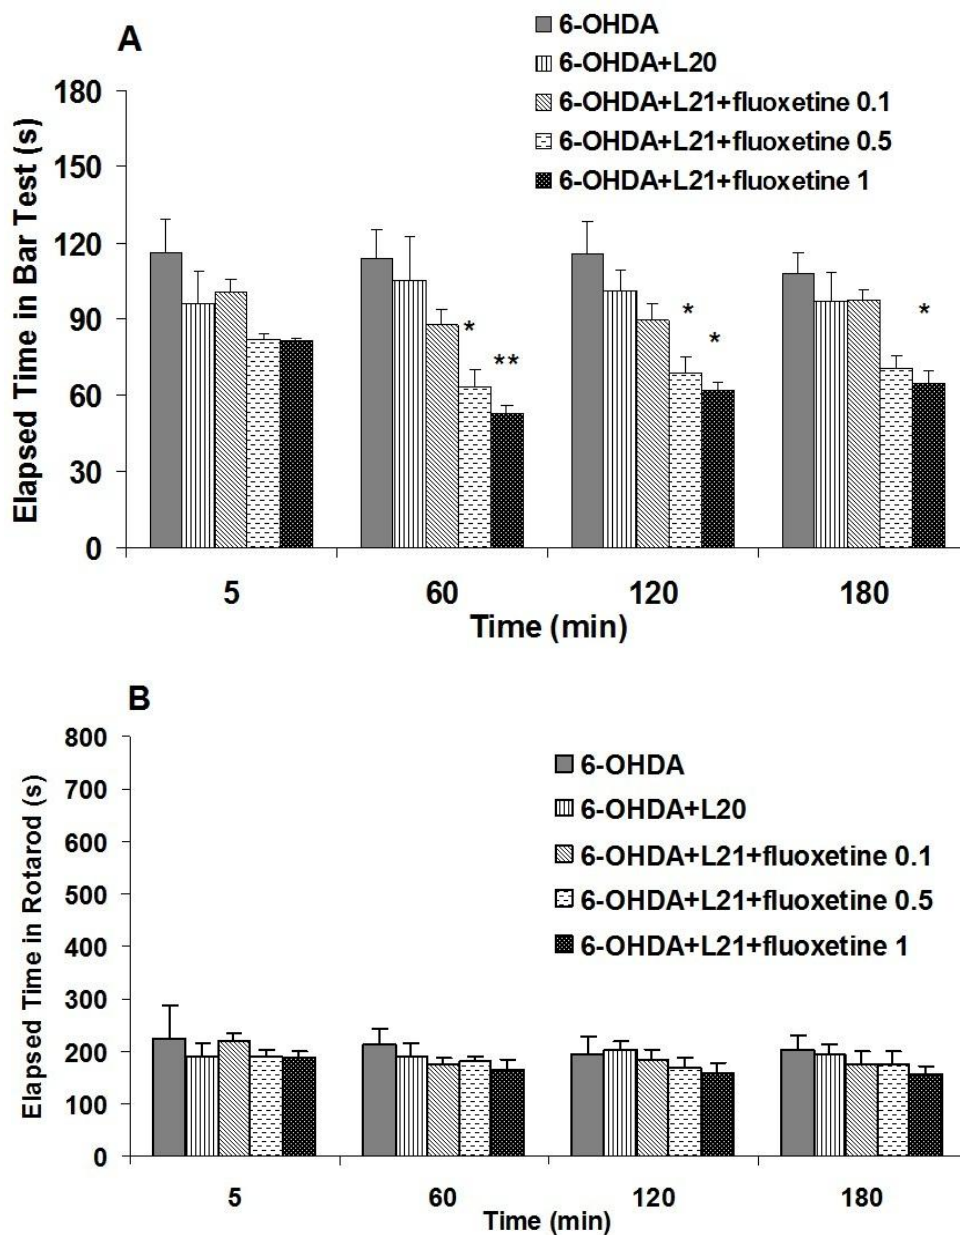 A
6-OHDA
6-OHDA+L20
6-OHDA+L21+fluoxetine 0.1
6-OHDA+L21+fluoxetine 0.5
6-OHDA+L21+fluoxetine 1
Elapsed Time in Bar Test (s)
180
150
120
90
60
30
0
*
**
*
*
*
5 60 120 180
Time (min)
B
6-OHDA
6-OHDA+L20
6-OHDA+L21+fluoxetine 0.1
6-OHDA+L21+fluoxetine 0.5
6-OHDA+L21+fluoxetine 1
Elapsed Time in Rotarod (s)
800
700
600
500
400
300
200
100
0
5 60 120 180
Time (min)